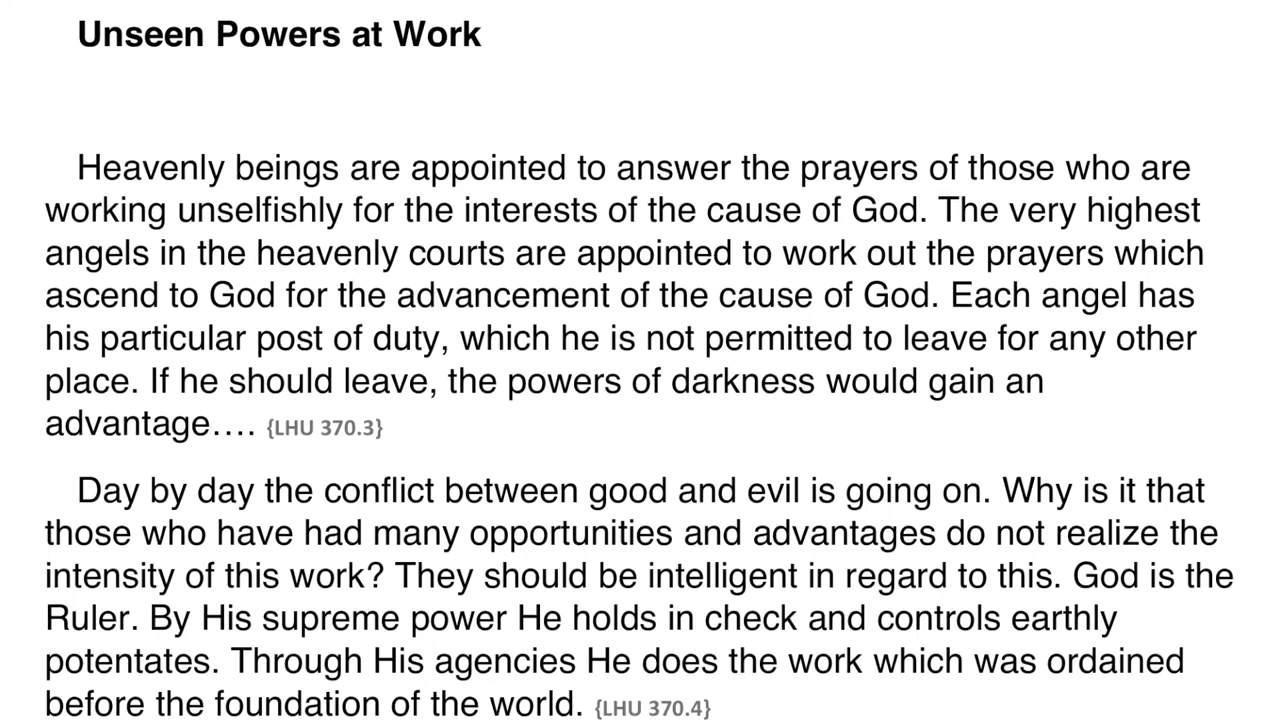 Unseen Powers at Work
Heavenly beings are appointed to answer the prayers of those who are
working unselfishly for the interests of the cause of God. The very highest
angels in the heavenly courts are appointed to work out the prayers which
ascend to God for the advancement of the cause of God. Each angel has
his particular post of duty, which he is not permitted to leave for any other
place. If he should leave, the powers of darkness would gain an
advantage…. {LHU 370.3}
Day by day the conflict between good and evil is going on. Why is it that
those who have had many opportunities and advantages do not realize the
intensity of this work? They should be intelligent in regard to this. God is the
Ruler. By His supreme power He holds in check and controls earthly
potentates. Through His agencies He does the work which was ordained
before the foundation of the world. {LHU 370.4}